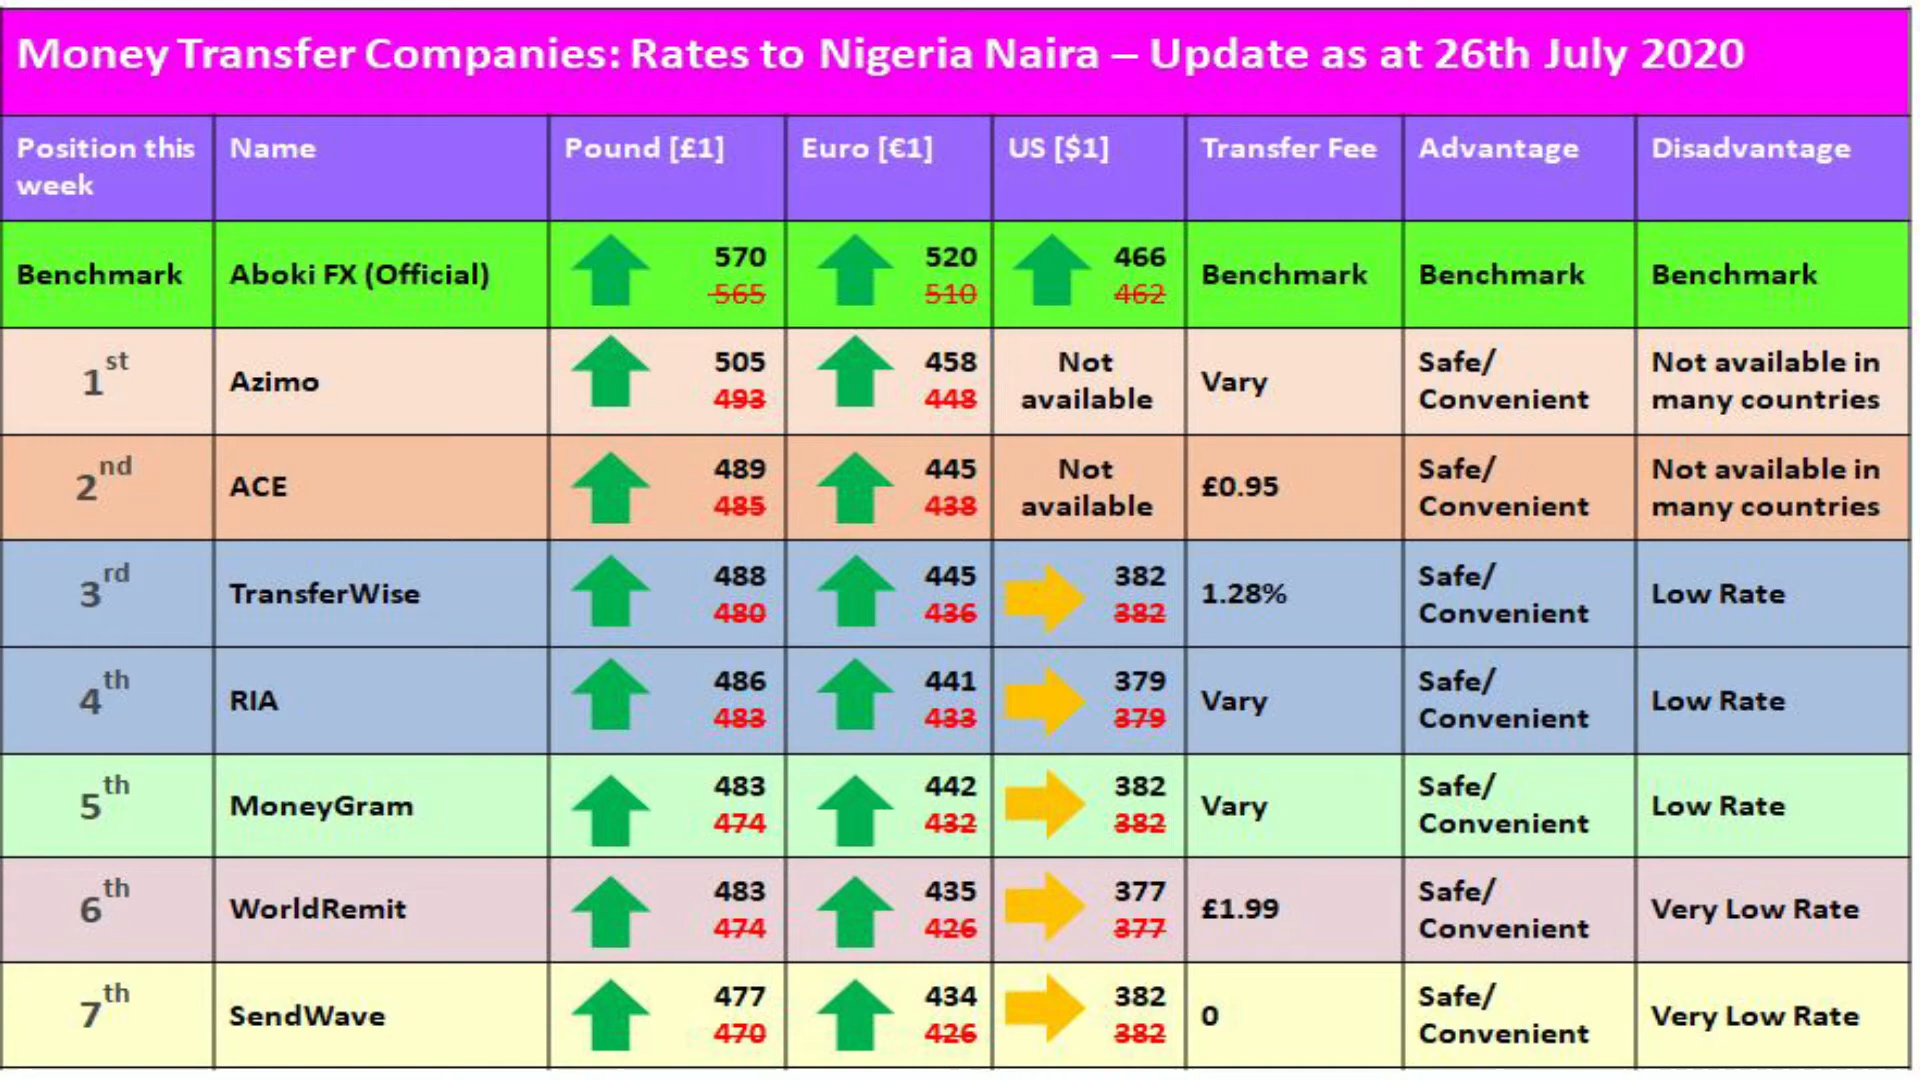 Money Transfer Companies: Rates to Nigeria Naira – Update as at 26th July 2020
Position this week
Name
Pound [£1]
Euro [€1]
US [$1]
Transfer Fee
Advantage
Disadvantage
Benchmark
Aboki FX (Official)
570
565
520
510
466
462
Benchmark
Benchmark
Benchmark
1st
Azimo
505
493
458
448
Not
available
Vary
Safe/
Convenient
Not available in
many countries
2nd
ACE
489
485
445
438
Not
available
£0.95
Safe/
Convenient
Not available in
many countries
3rd
TransferWise
488
480
445
436
382
382
1.28%
Safe/
Convenient
Low Rate
4th
RIA
486
483
441
433
379
379
Vary
Safe/
Convenient
Low Rate
5th
MoneyGram
483
474
442
432
382
382
Vary
Safe/
Convenient
Low Rate
6th
WorldRemit
483
474
435
426
377
377
£1.99
Safe/
Convenient
Very Low Rate
7th
SendWave
477
470
434
426
382
382
0
Safe/
Convenient
Very Low Rate